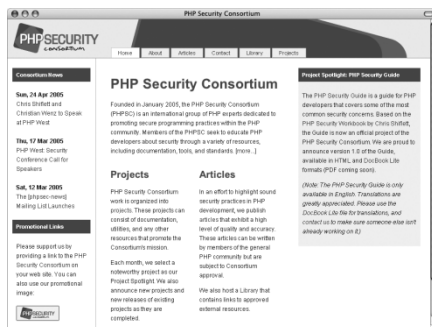 PHP Security Consortium
PHPSECURITY
consortium
Home About Articles Contact Library Projects
Consortium News
Sun, 24 Apr 2005
Chris Shiflett and
Christian Wenz to Speak
at PHP West
Thu, 17 Mar 2005
PHP West: Security
Conference Call for
Speakers
Sat, 12 Mar 2005
The [phpsec-news]
Mailing List Launches
Promotional Links
Please support us by
providing a link to the PHP
Security Consortium on
your web site. You can
also use our promotional
image:
PHPSECURITY
PHP Security Consortium
Founded in January 2005, the PHP Security Consortium
(PHPSC) is an international group of PHP experts dedicated to
promoting secure programming practices within the PHP
community. Members of the PHPSC seek to educate PHP
developers about security through a variety of resources,
including documentation, tools, and standards. [more...]
Projects
PHP Security Consortium
work is organized into
projects. These projects can
consist of documentation,
utilities, and any other
resources that promote the
Consortium's mission.
Each month, we select a
noteworthy project as our
Project Spotlight. We also
announce new projects and
new releases of existing
projects as they are
completed.
Articles
In an effort to highlight sound
security practices in PHP
development, we publish
articles that exhibit a high
level of quality and accuracy.
These articles can be written
by members of the general
PHP community but are
subject to Consortium
approval.
We also host a Library that
contains links to approved
external resources.
Project Spotlight: PHP Security Guide
The PHP Security Guide is a guide for PHP
developers that covers some of the most
common security concerns. Based on the
PHP Security Workbook by Chris Shiflett,
the Guide is now an official project of the
PHP Security Consortium. We are proud to
announce version 1.0 of the Guide,
available in HTML and DocBook Lite
formats (PDF coming soon).
(Note: The PHP Security Guide is only
available in English. Translations are
greatly appreciated. Please use the
DocBook Lite file for translations, and
contact us to make sure someone else isn't
already working on it.)